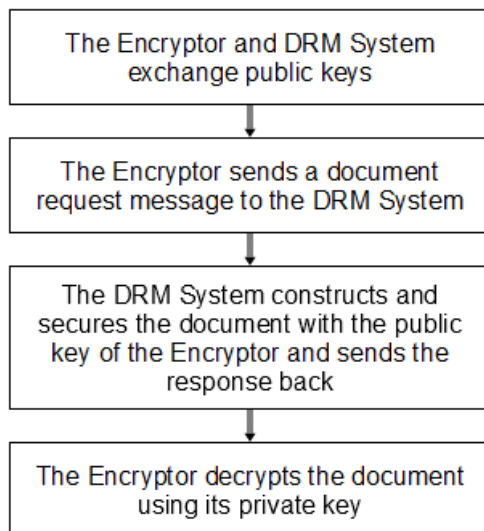 The Encryptor and DRM System
exchange public keys
The Encryptor sends a document
request message to the DRM System
The DRM System constructs and
secures the document with the public
key of the Encryptor and sends the
response back
The Encryptor decrypts the document
using its private key